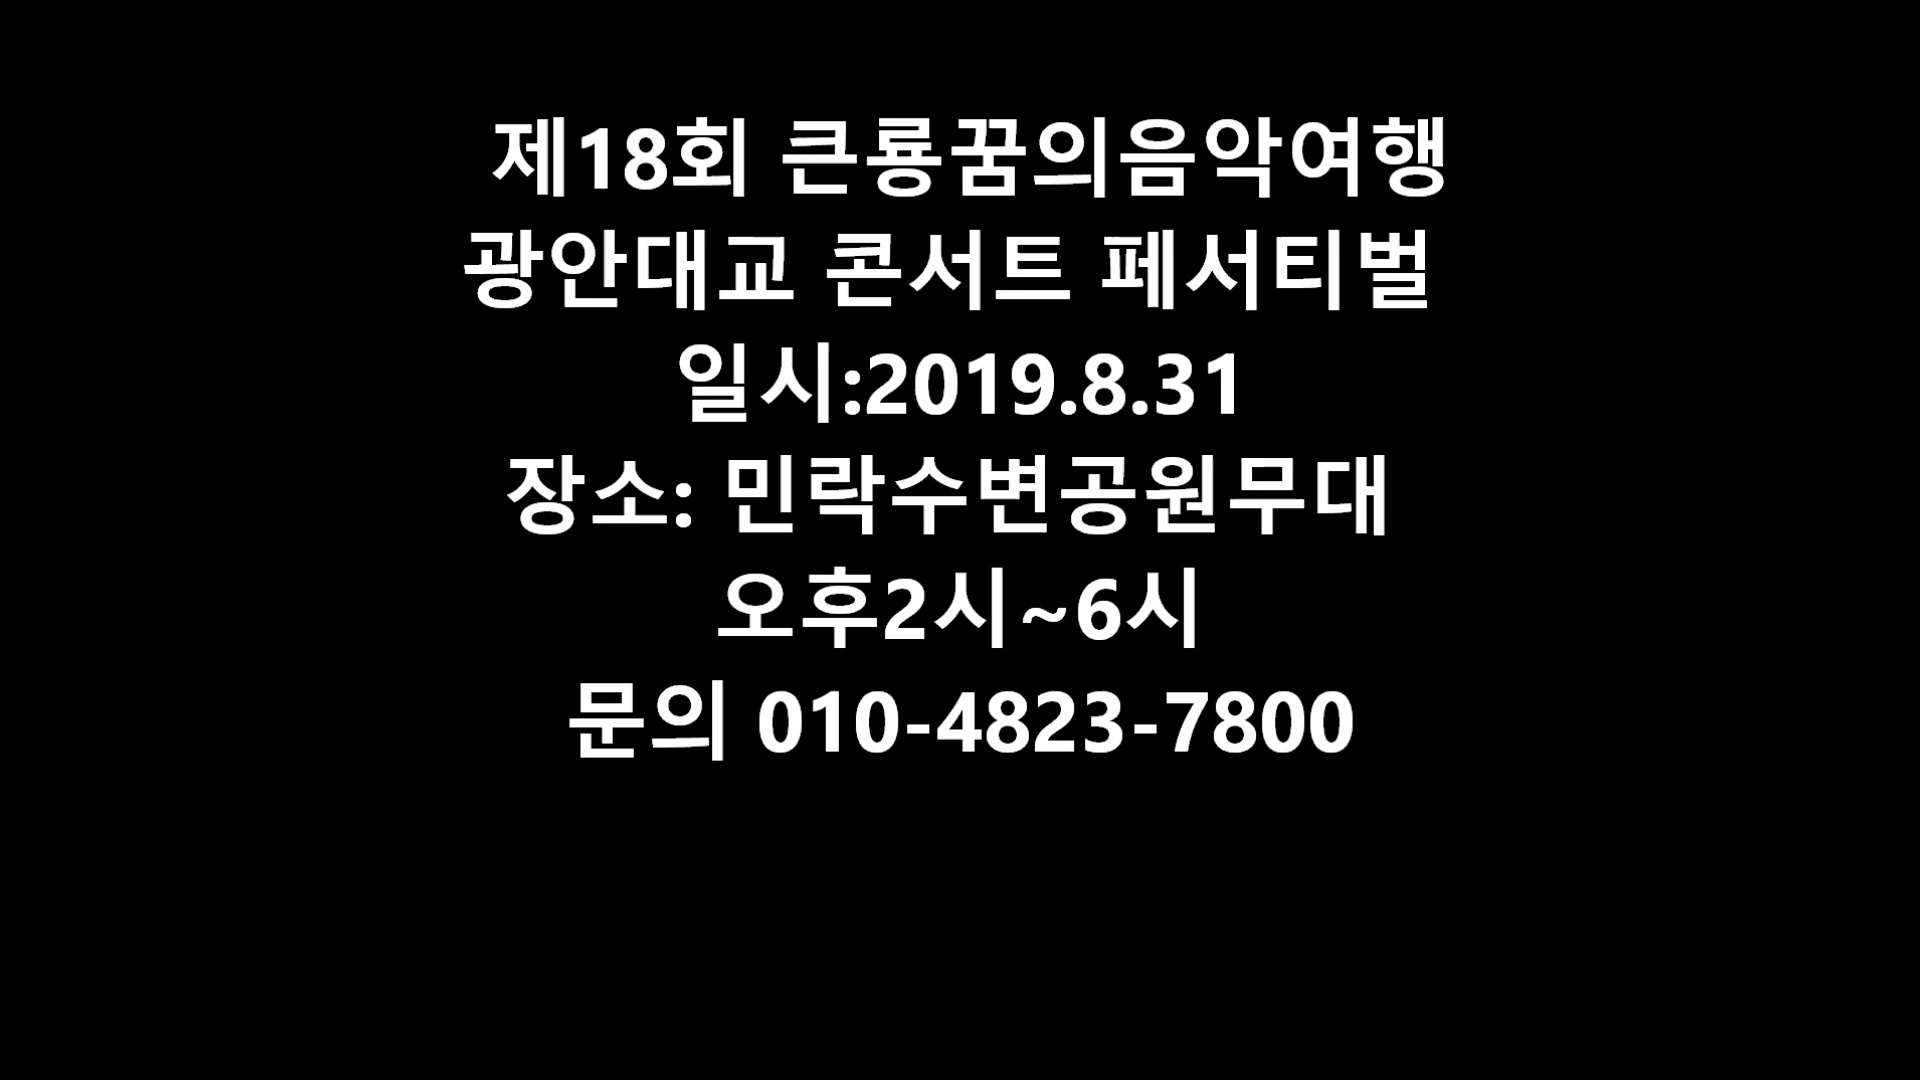 제18회 큰룡꿈의음악여행
광안대교 콘서트 페서티벌
일시:2019.8.31
장소: 민락수변공원무대
오후2시~6시
문의 010-4823-7800